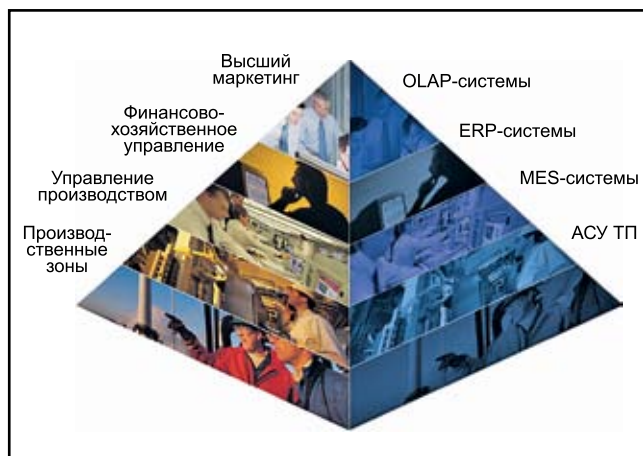 Высший
маркетинг
OLAP-системы
Финансово-
хозяйственное
управление
ERP-системы
Управление
производством
MES-системы
Производ-
ственные
зоны
АСУ ТП